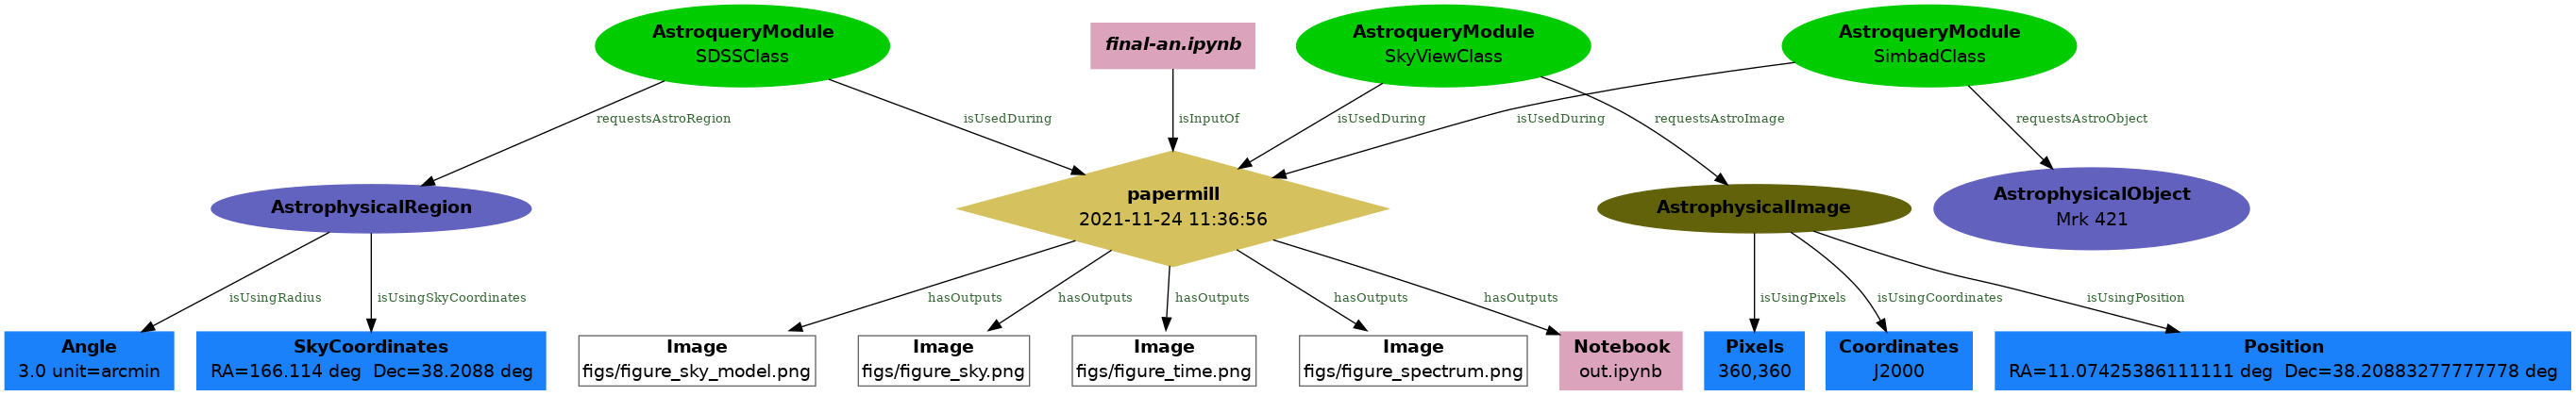 AstroqueryModule
SDSSClass
final-an.ipynb
AstroqueryModule
SkyViewClass
AstroqueryModule
SimbadClass
requestsAstroRegion
isUsedDuring
isInputOf
isUsedDuring
isUsedDuring
requestsAstroImage
requestsAstroObject
AstrophysicalRegion
papermill
2021-11-24 11:36:56
AstrophysicalImage
AstrophysicalObject
Mrk 421
isUsingRadius
isUsingSkyCoordinates
hasOutputs
hasOutputs
hasOutputs
hasOutputs
hasOutputs
isUsingPixels
isUsingCoordinates
isUsingPosition
Angle
3.0 unit=arcmin
SkyCoordinates
RA=166.114 deg  Dec=38.2088 deg
Image
figs/figure_sky_model.png
Image
figs/figure_sky.png
Image
figs/figure_time.png
Image
figs/figure_spectrum.png
Notebook
out.ipynb
Pixels
360,360
Coordinates
J2000
Position
RA=11.07425386111111 deg  Dec=38.20883277777778 deg